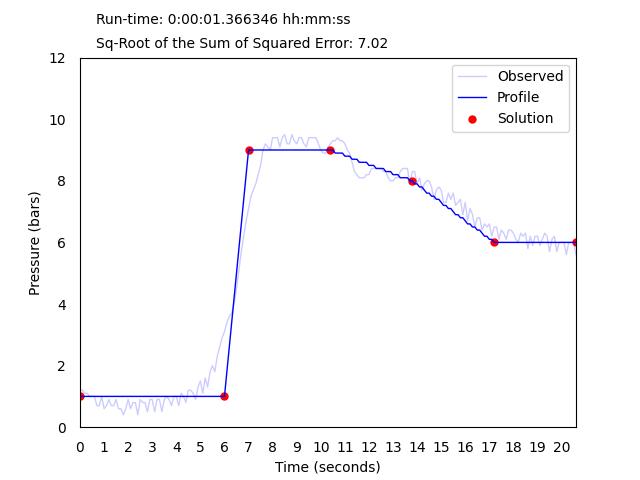 Run-time: 0:00:01.366346 hh:mm:ss
Sq-Root of the Sum of Squared Error: 7.02
Observed
Profile
Solution
Pressure (bars)
12
10
8
6
4
2
0
0 1 2 3 4 5 6 7 8 9 10 11 12 13 14 15 16 17 18 19 20
Time (seconds)